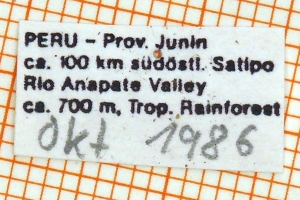 PERU - Prov. Junin
ca. 100 km südöstl. Satipo
Rio Anapate Valley
ca. 700 m, Trop. Rainforest
Okt 1986